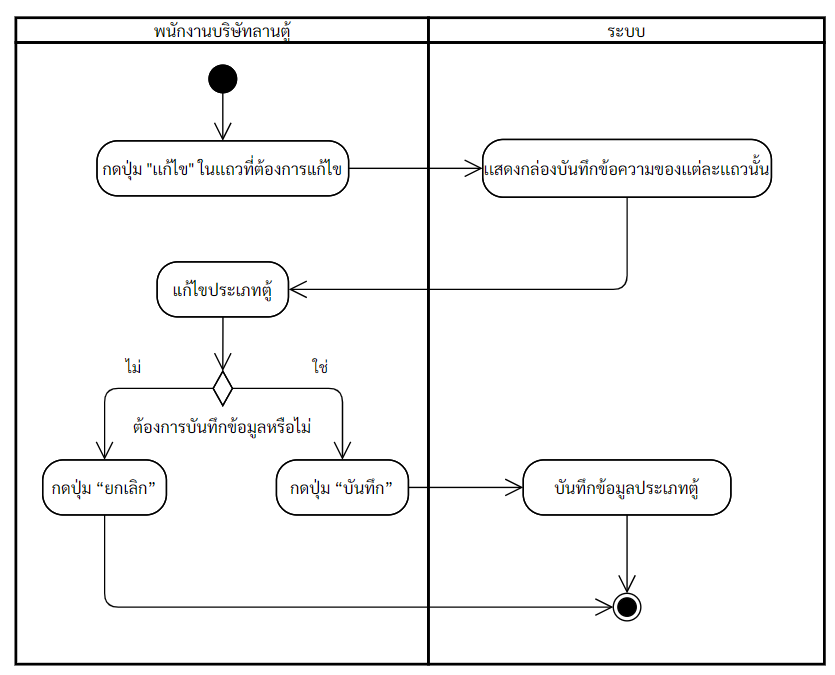 พนักงานบริษัทลานตู้
ระบบ
กดปุ่ม "แก้ไข" ในแถวที่ต้องการแก้ไข
แสดงกล่องบันทึกข้อความของแต่ละแถวนั้น
แก้ไขประเภทตู้
ไม่
ใช่
ต้องการบันทึกข้อมูลหรือไม่
กดปุ่ม “ยกเลิก”
กดปุ่ม “บันทึก”
บันทึกข้อมูลประเภทตู้